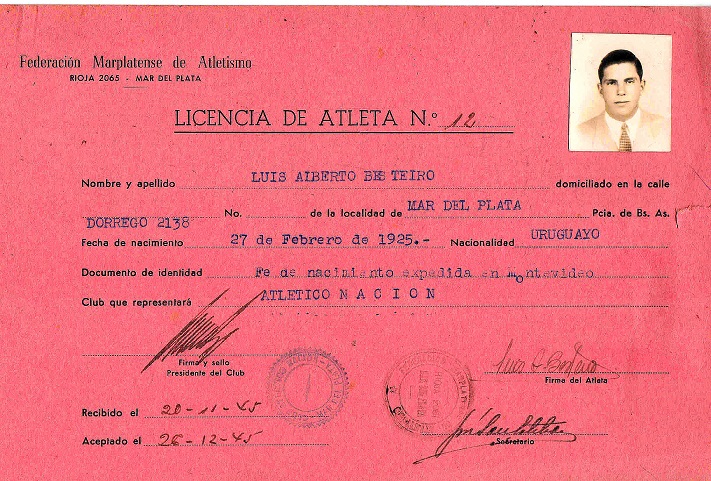 Federación Marplatense de Atletismo
RIOJA 2065 - MAR DEL PLATA
LICENCIA DE ATLETA N.º 12
Nombre y apellido LUIS ALBERTO BESTEIRO domiciliado en la calle
DORREGO 2138 No. de la localidad de MAR DEL PLATA Pcia. de Bs. As.
Fecha de nacimiento 27 de Febrero de 1925.- Nacionalidad URUGUAYO
Documento de identidad Fe de nacimiento expedida en Montevideo
Club que representará ATLETICO NACION
Firma y sello
Presidente del Club
Firma del Atleta
Recibido el 20-11-45
Aceptado el 26-12-45
Secretario